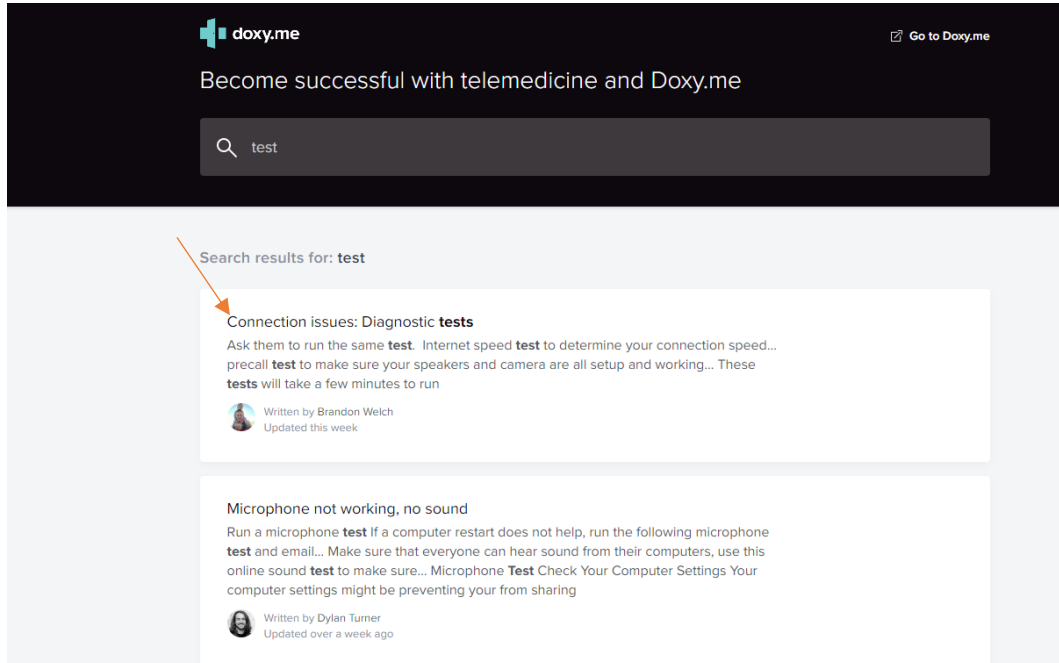 doxy.me
Go to Doxy.me
Become successful with telemedicine and Doxy.me
test
Search results for: test
Connection issues: Diagnostic tests
Ask them to run the same test.  Internet speed test to determine your connection speed...
precall test to make sure your speakers and camera are all setup and working... These
tests will take a few minutes to run
Written by Brandon Welch
Updated this week
Microphone not working, no sound
Run a microphone test If a computer restart does not help, run the following microphone
test and email... Make sure that everyone can hear sound from their computers, use this
online sound test to make sure... Microphone Test Check Your Computer Settings Your
computer settings might be preventing your from sharing
Written by Dylan Turner
Updated over a week ago